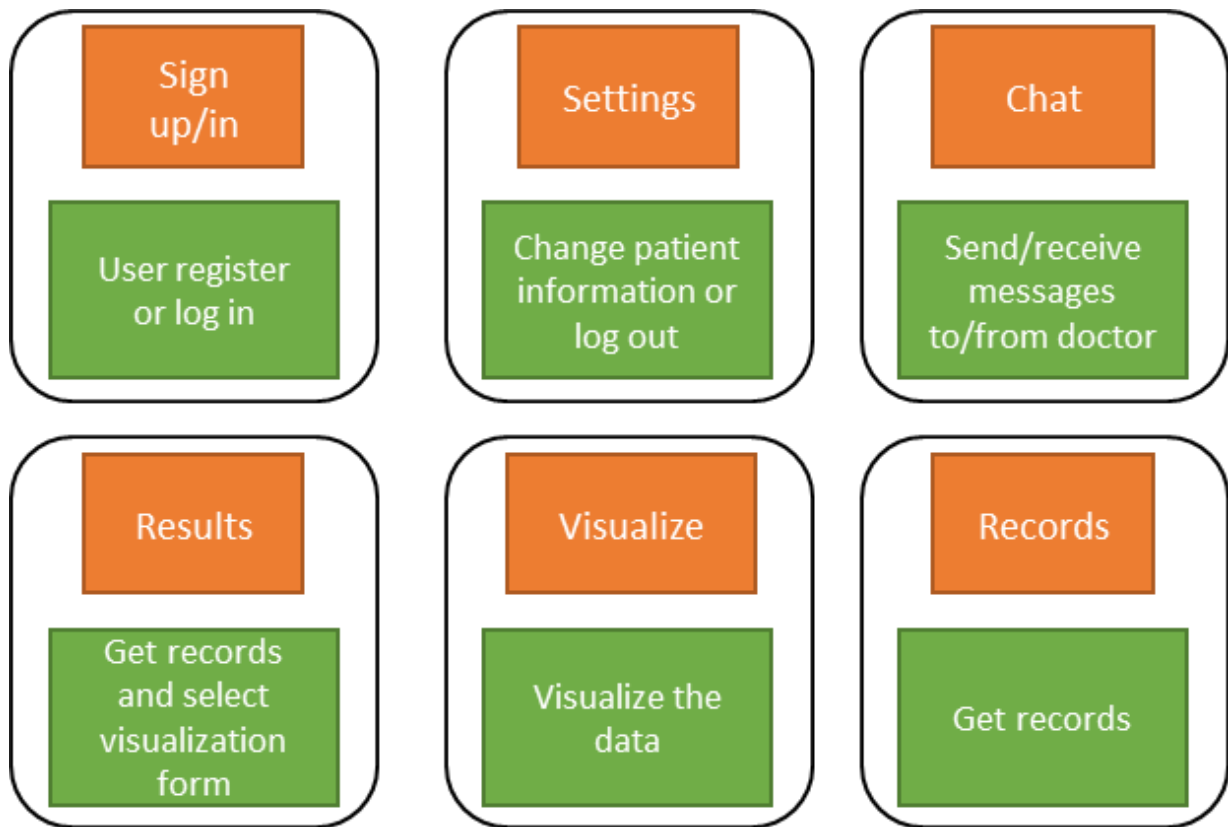 Sign
up/in
User register
or log in
Settings
Change patient
information or
log out
Chat
Send/receive
messages
to/from doctor
Results
Get records
and select
visualization
form
Visualize
Visualize the
data
Records
Get records